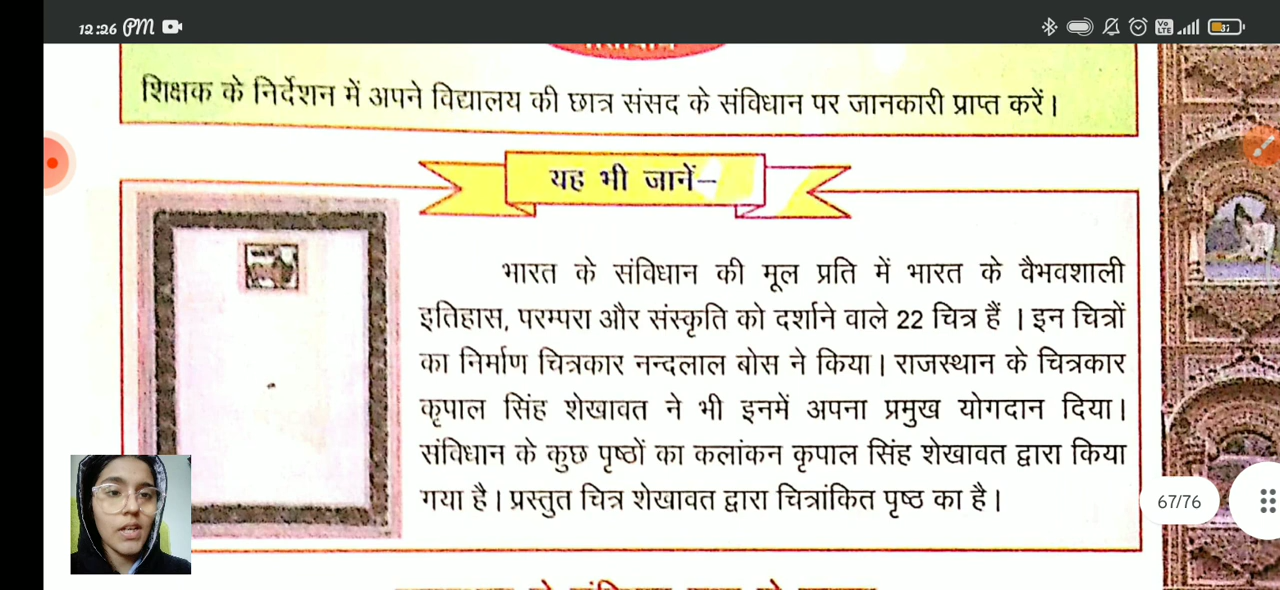 12:26 PM
37
शिक्षक के निर्देशन में अपने विद्यालय की छात्र संसद के संविधान पर जानकारी प्राप्त करें।
यह भी जानें–
भारत के संविधान की मूल प्रति में भारत के वैभवशाली
इतिहास, परम्परा और संस्कृति को दर्शाने वाले 22 चित्र हैं । इन चित्रों
का निर्माण चित्रकार नन्दलाल बोस ने किया। राजस्थान के चित्रकार
कृपाल सिंह शेखावत ने भी इनमें अपना प्रमुख योगदान दिया।
संविधान के कुछ पृष्ठों का कलांकन कृपाल सिंह शेखावत द्वारा किया
गया है। प्रस्तुत चित्र शेखावत द्वारा चित्रांकित पृष्ठ का है।
67/76